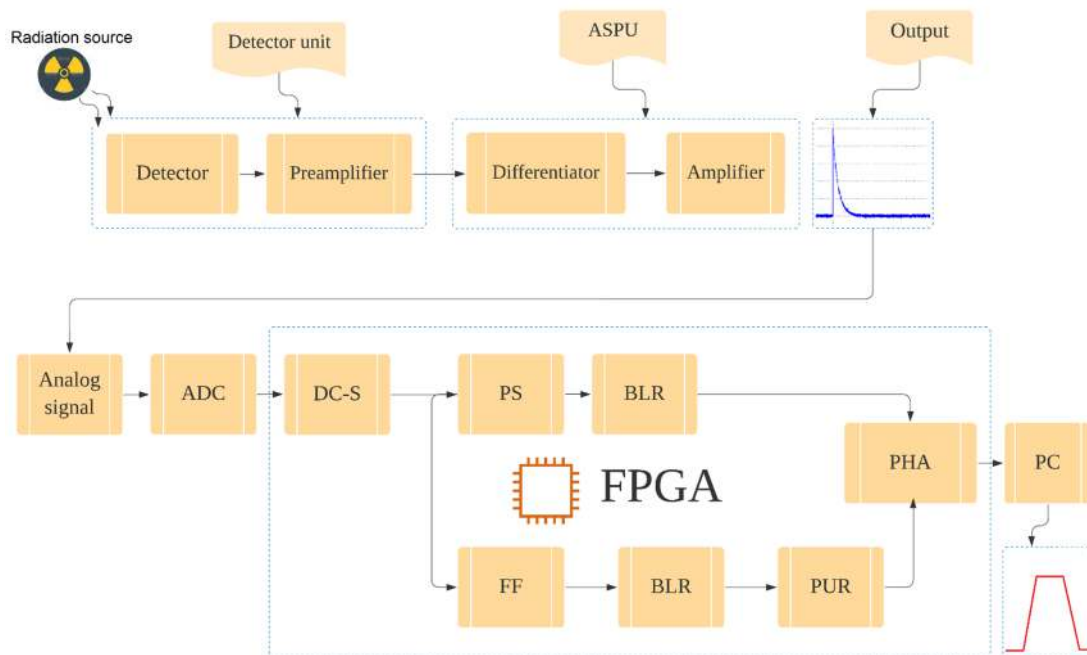 Radiation source
Detector unit
ASPU
Output
Detector
Preamplifier
Differentiator
Amplifier
Analog
signal
ADC
DC-S
PS
BLR
PHA
PC
FPGA
FF
BLR
PUR